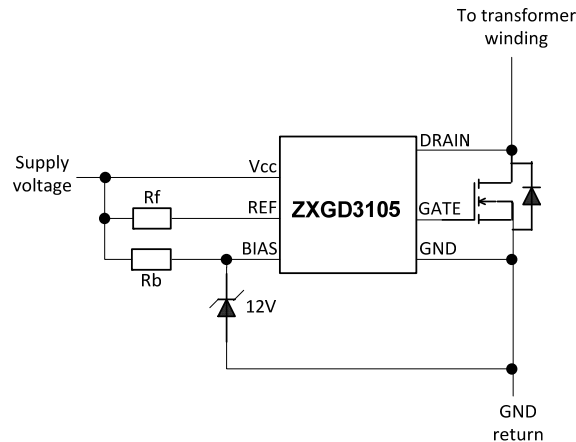 To transformer
winding
DRAIN
Supply
voltage
Vcc
Rf
REF
ZXGD3105
GATE
BIAS
GND
Rb
12V
GND
return